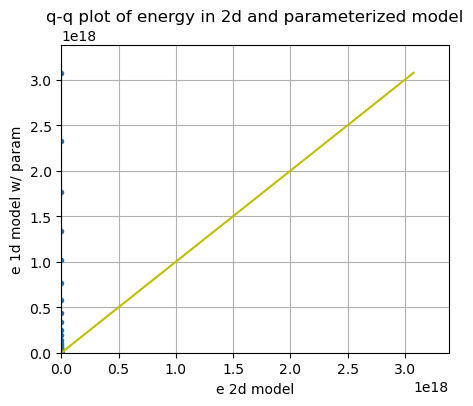 q-q plot of energy in 2d and parameterized model
1e18
3.0
2.5
2.0
1.5
1.0
0.5
0.0
e 1d model w/ param
0.0 0.5 1.0 1.5 2.0 2.5 3.0
1e18
e 2d model